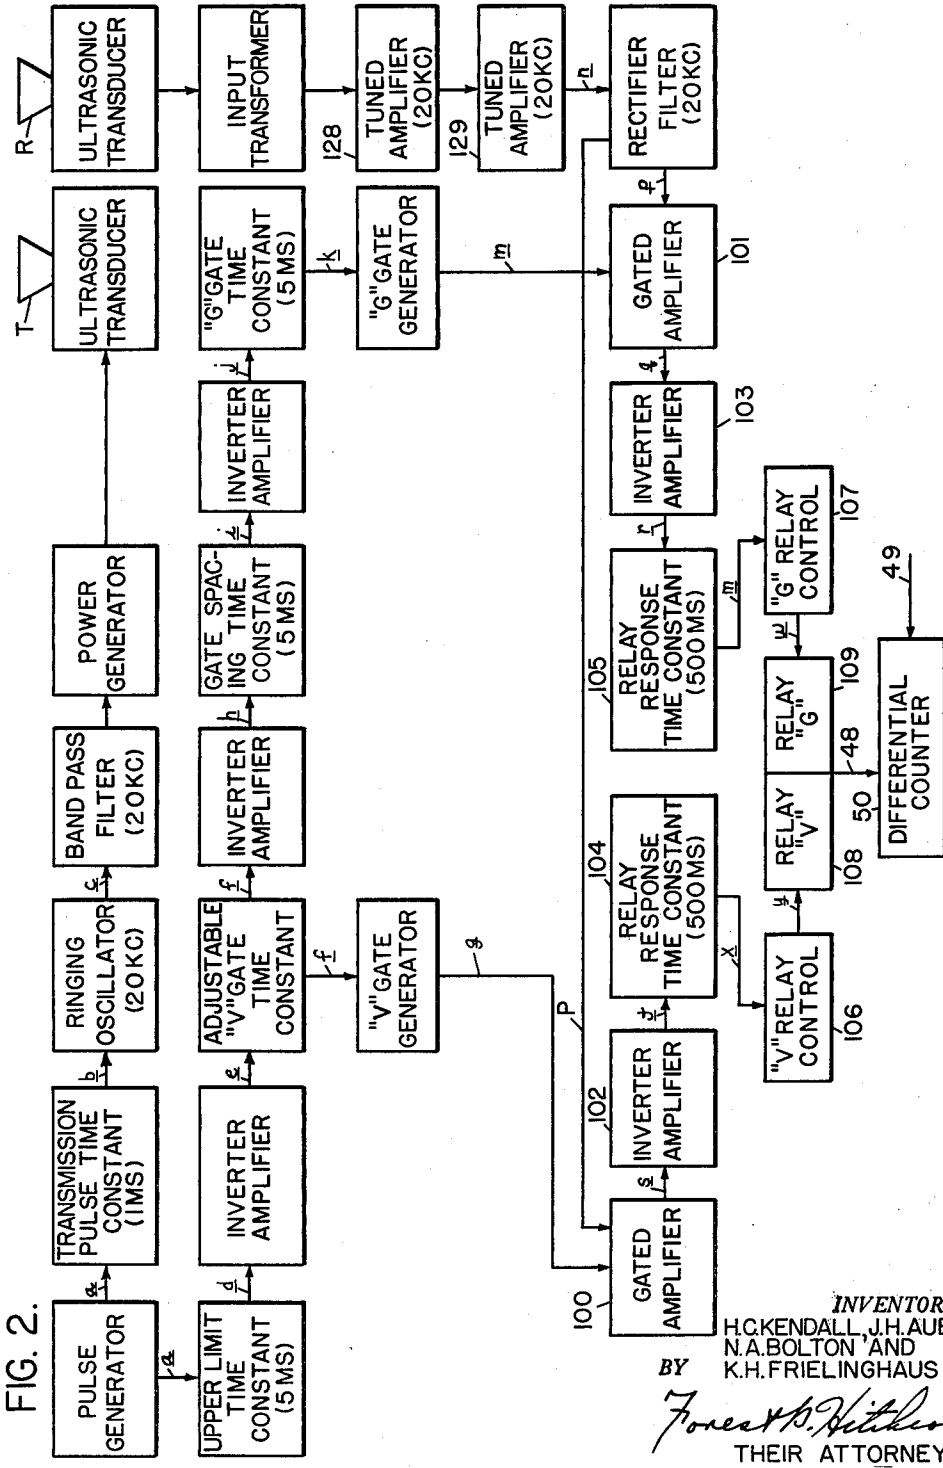 FIG. 2.
PULSE
GENERATOR
a
TRANSMISSION
PULSE TIME
CONSTANT
(1MS)
b
RINGING
OSCILLATOR
(20KC)
c
BAND PASS
FILTER
(20KC)
POWER
GENERATOR
ULTRASONIC
TRANSDUCER
T
ULTRASONIC
TRANSDUCER
R
a
UPPER LIMIT
TIME
CONSTANT
(5MS)
d
INVERTER
AMPLIFIER
e
ADJUSTABLE
"V" GATE
TIME
CONSTANT
f
INVERTER
AMPLIFIER
h
GATE SPAC-
ING TIME
CONSTANT
(5MS)
i
INVERTER
AMPLIFIER
j
"G" GATE
TIME
CONSTANT
(5MS)
INPUT
TRANSFORMER
f
"V" GATE
GENERATOR
g
k
"G" GATE
GENERATOR
m
128
TUNED
AMPLIFIER
(20KC)
129
TUNED
AMPLIFIER
(20KC)
n
RECTIFIER
FILTER
(20KC)
P
p
GATED
AMPLIFIER
101
q
INVERTER
AMPLIFIER
103
r
RELAY
RESPONSE
TIME CONSTANT
(500MS)
105
m
"G" RELAY
CONTROL
107
w
RELAY
"G"
109
100
GATED
AMPLIFIER
s
102
INVERTER
AMPLIFIER
t
104
RELAY
RESPONSE
TIME CONSTANT
(500MS)
x
"V" RELAY
CONTROL
106
y
RELAY
"V"
108
48
50
DIFFERENTIAL
COUNTER
49
INVENTOR
H.C.KENDALL, J.H.AUE
N.A.BOLTON AND
K.H.FRIELINGHAUS
BY
THEIR ATTORNEY